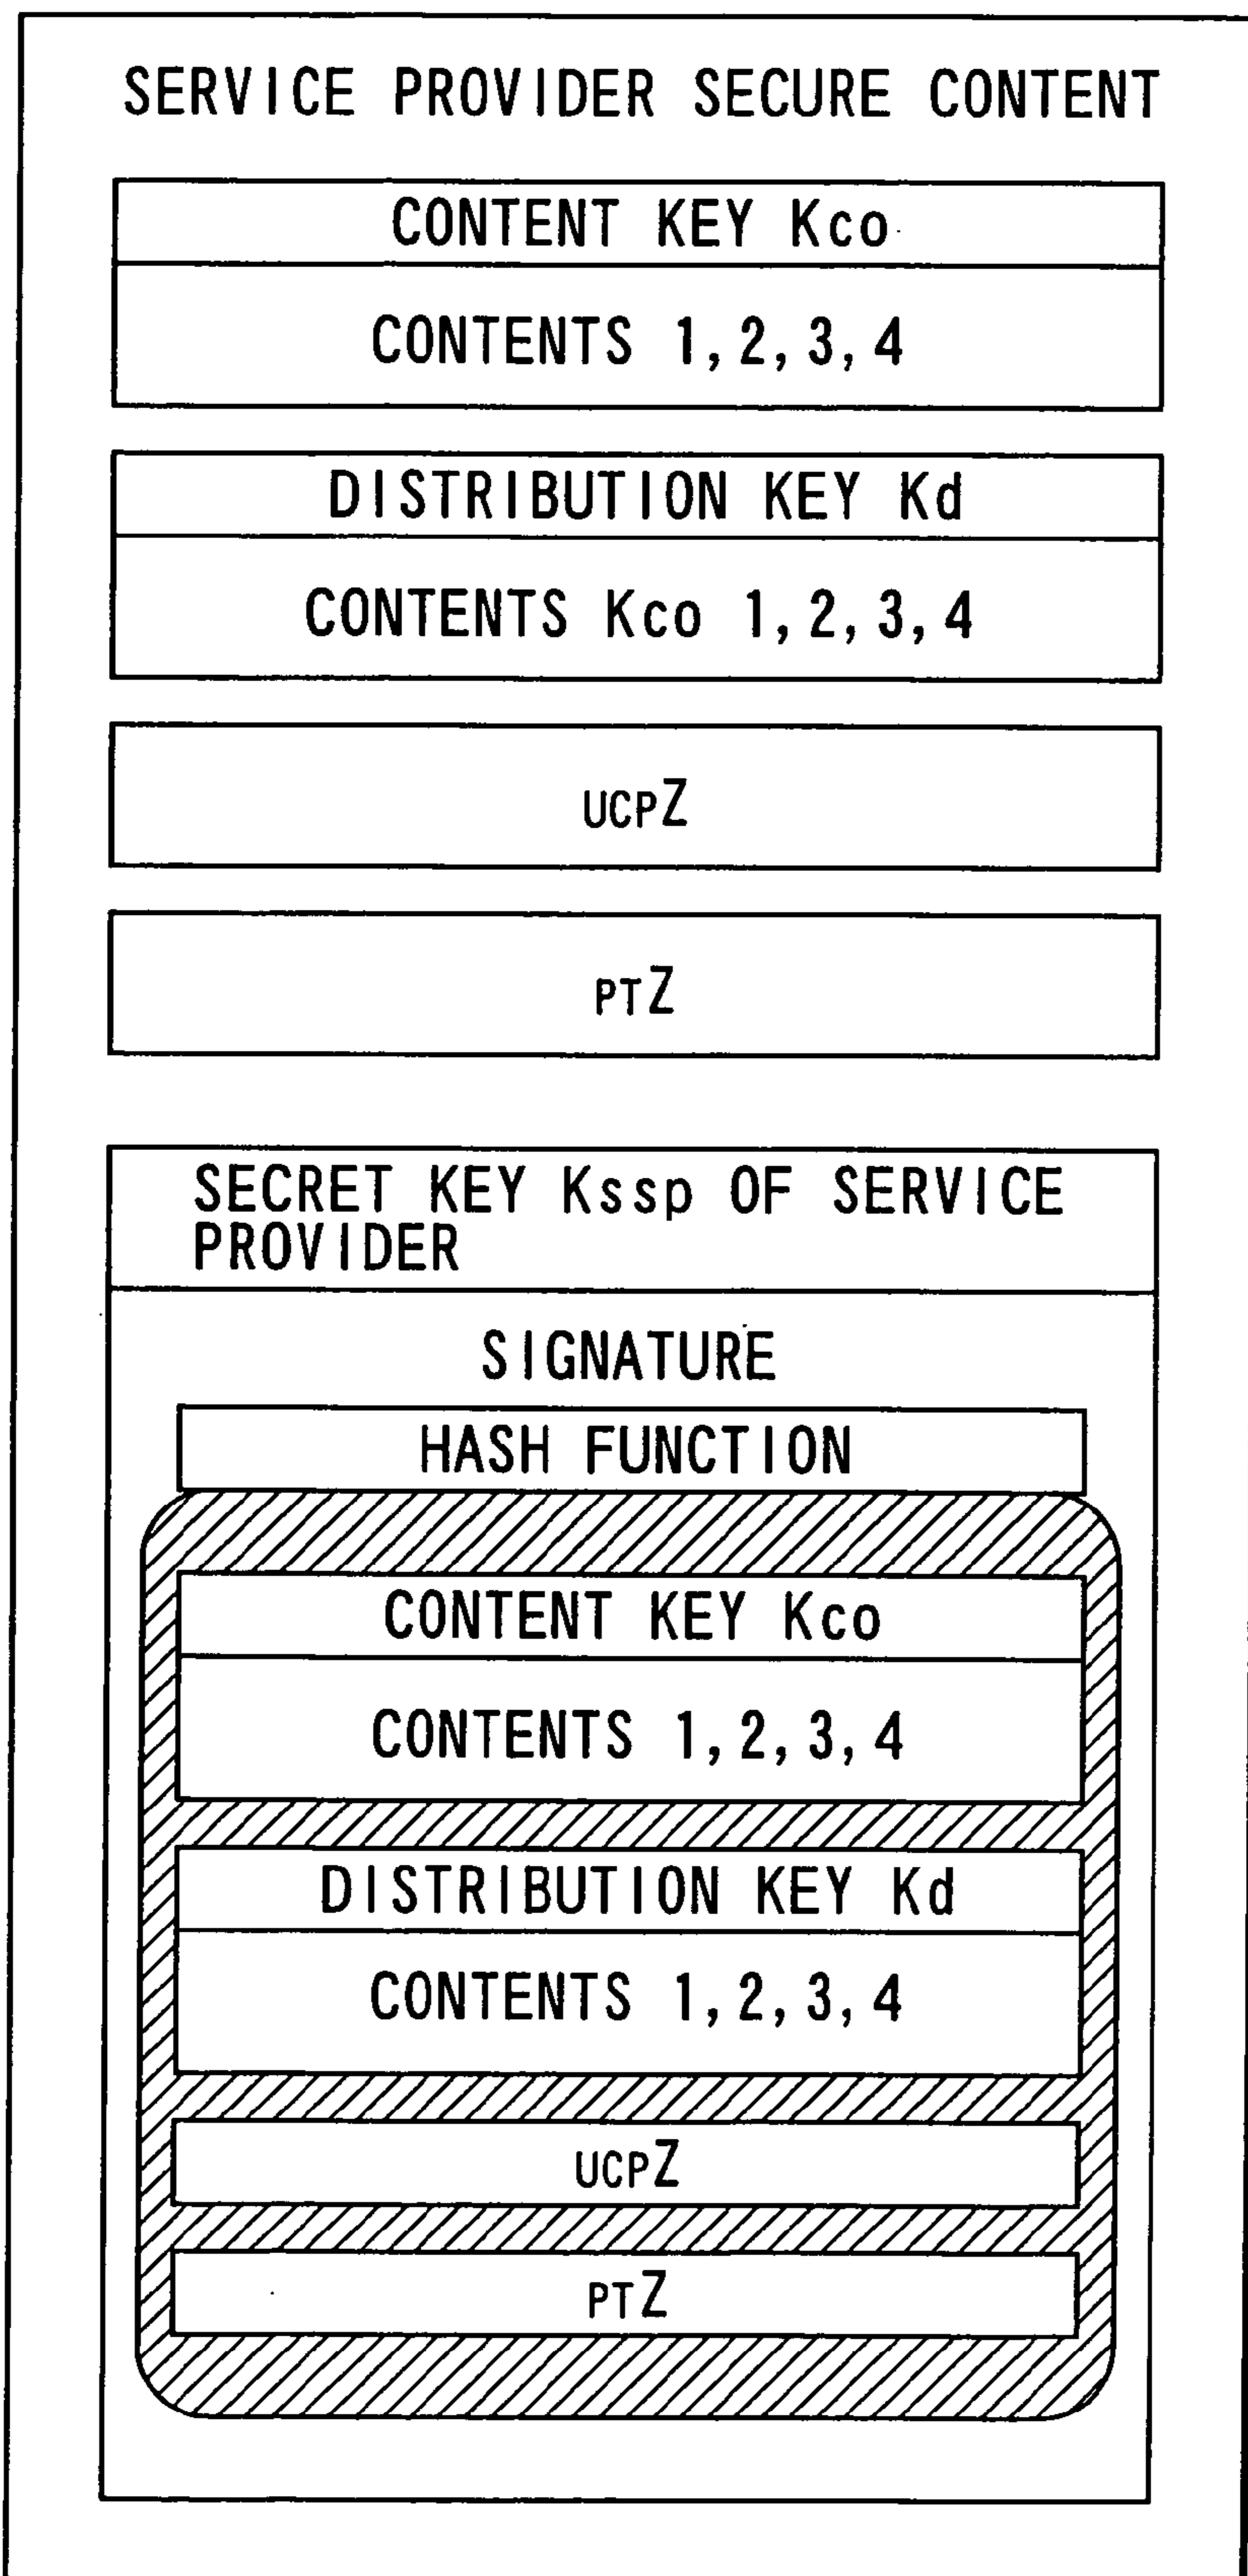 SERVICE PROVIDER SECURE CONTENT
CONTENT KEY Kco
CONTENTS 1, 2, 3, 4
DISTRIBUTION KEY Kd
CONTENTS Kco 1, 2, 3, 4
UCPZ
PTZ
SECRET KEY Kssp OF SERVICE
PROVIDER
SIGNATURE
HASH FUNCTION
CONTENT KEY Kco
CONTENTS 1, 2, 3, 4
DISTRIBUTION KEY Kd
CONTENTS 1, 2, 3, 4
UCPZ
PTZ